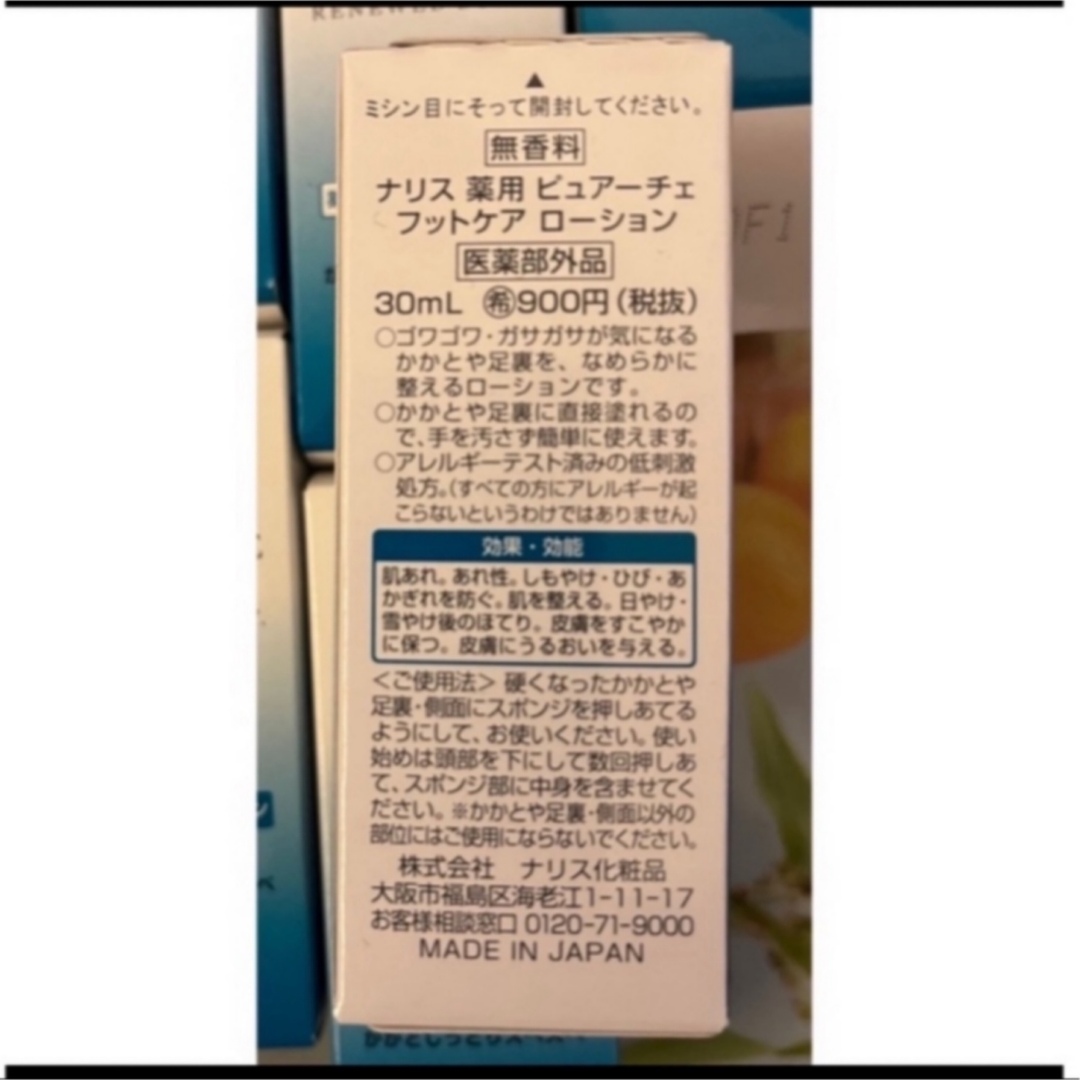 RENEWED
▲
ミシン目にそって開封してください。
無香料
ナリス 薬用 ピュアーチェ
フットケア ローション
医薬部外品
30mL ㊮900円(税抜)
○ゴワゴワ・ガサガサが気になる
かかとや足裏を、なめらかに
整えるローションです。
○かかとや足裏に直接塗れるの
で、手を汚さず簡単に使えます。
○アレルギーテスト済みの低刺激
処方。(すべての方にアレルギーが起
こらないというわけではありません)
効果・効能
肌あれ。あれ性。しもやけ・ひび・あ
かぎれを防ぐ。肌を整える。日やけ・
雪やけ後のほてり。皮膚をすこやか
に保つ。皮膚にうるおいを与える。
<ご使用法> 硬くなったかかとや
足裏・側面にスポンジを押しあてる
ようにして、お使いください。使い
始めは頭部を下にして数回押しあ
て、スポンジ部に中身を含ませてく
ださい。※かかとや足裏・側面以外の
部位にはご使用にならないでください。
株式会社 ナリス化粧品
大阪市福島区海老江1-11-17
お客様相談窓口 0120-71-9000
MADE IN JAPAN